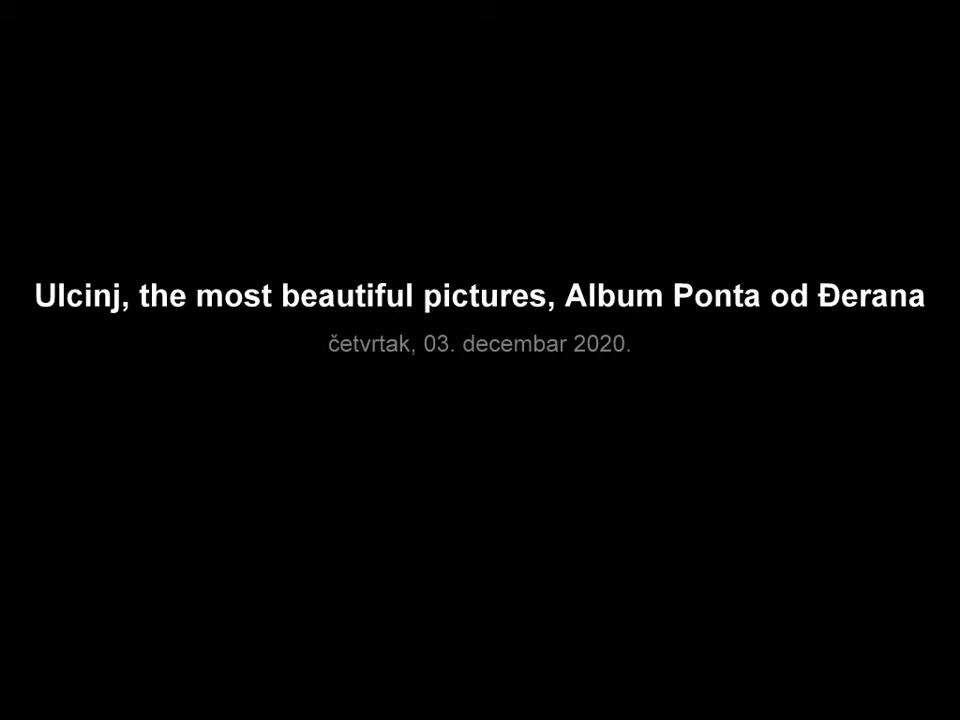 Ulcinj, the most beautiful pictures, Album Ponta od Đerana
četvrtak, 03. decembar 2020.